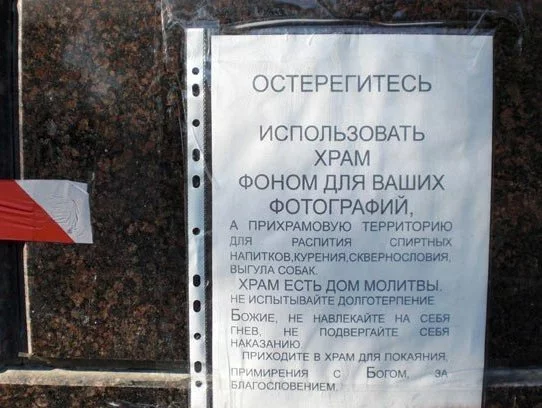 ОСТЕРЕГИТЕСЬ
ИСПОЛЬЗОВАТЬ
ХРАМ
ФОНОМ ДЛЯ ВАШИХ
ФОТОГРАФИЙ,
А ПРИХРАМОВУЮ ТЕРРИТОРИЮ
ДЛЯ РАСПИТИЯ СПИРТНЫХ
НАПИТКОВ,КУРЕНИЯ,СКВЕРНОСЛОВИЯ,
ВЫГУЛА СОБАК.
ХРАМ ЕСТЬ ДОМ МОЛИТВЫ.
НЕ ИСПЫТЫВАЙТЕ ДОЛГОТЕРПЕНИЕ
БОЖИЕ, НЕ НАВЛЕКАЙТЕ НА СЕБЯ
ГНЕВ, НЕ ПОДВЕРГАЙТЕ СЕБЯ
НАКАЗАНИЮ.
ПРИХОДИТЕ В ХРАМ ДЛЯ ПОКАЯНИЯ,
ПРИМИРЕНИЯ С БОГОМ, ЗА
БЛАГОСЛОВЕНИЕМ.